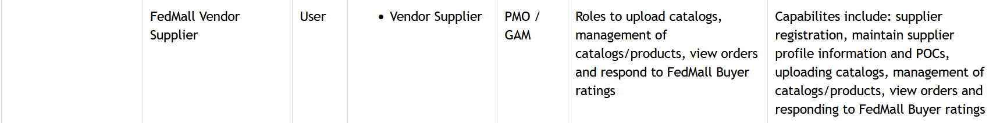 FedMall Vendor
Supplier
User
• Vendor Supplier
PMO /
GAM
Roles to upload catalogs,
management of
catalogs/products, view orders
and respond to FedMall Buyer
ratings
Capabilites include: supplier
registration, maintain supplier
profile information and POCs,
uploading catalogs, management of
catalogs/products, view orders and
responding to FedMall Buyer ratings